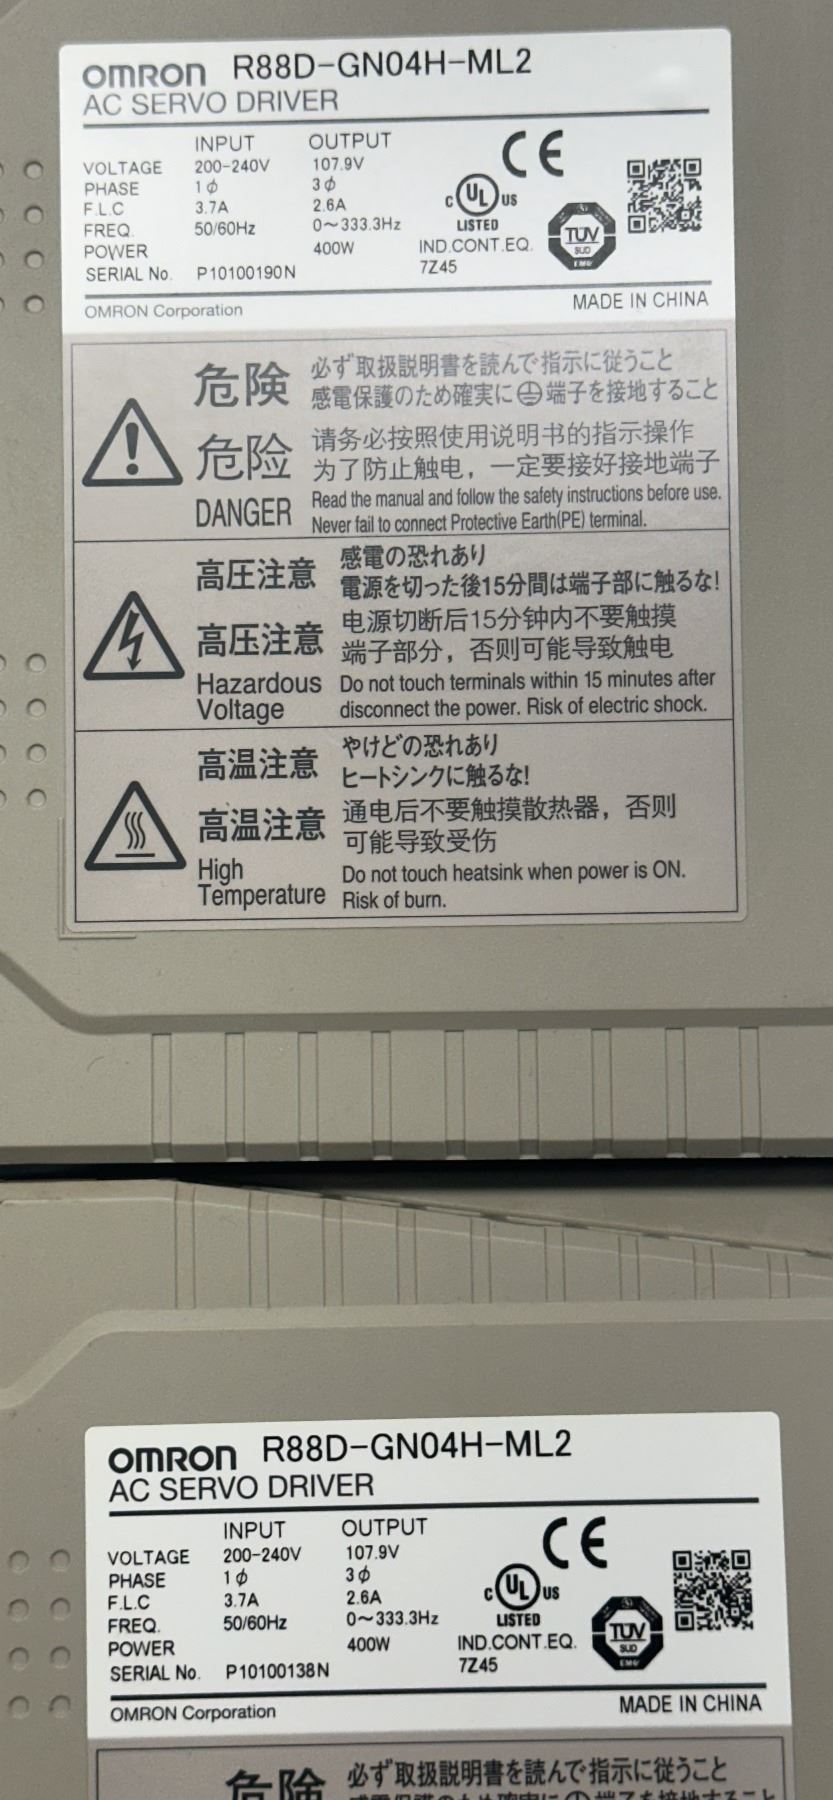 OMRON R88D-GN04H-ML2
AC SERVO DRIVER
INPUT OUTPUT
VOLTAGE 200-240V 107.9V
PHASE 1ϕ 3ϕ
F.L.C 3.7A 2.6A
FREQ. 50/60Hz 0～333.3Hz
POWER 400W
SERIAL No. P10100190N
CE
C UL US
LISTED
IND.CONT.EQ.
7Z45
TÜV
SUD
EMV
MADE IN CHINA
OMRON Corporation
危険 必ず取扱説明書を読んで指示に従うこと
感電保護のため確実に端子を接地すること
危险 请务必按照使用说明书的指示操作
为了防止触电，一定要接好接地端子
DANGER Read the manual and follow the safety instructions before use.
Never fail to connect Protective Earth(PE) terminal.
高圧注意 感電の恐れあり
電源を切った後15分間は端子部に触るな!
高压注意 电源切断后15分钟内不要触摸
端子部分，否则可能导致触电
Hazardous Voltage Do not touch terminals within 15 minutes after
disconnect the power. Risk of electric shock.
高温注意 やけどの恐れあり
ヒートシンクに触るな!
高温注意 通电后不要触摸散热器，否则
可能导致受伤
High Temperature Do not touch heatsink when power is ON.
Risk of burn.
OMRON R88D-GN04H-ML2
AC SERVO DRIVER
INPUT OUTPUT
VOLTAGE 200-240V 107.9V
PHASE 1ϕ 3ϕ
F.L.C 3.7A 2.6A
FREQ. 50/60Hz 0～333.3Hz
POWER 400W
SERIAL No. P10100138N
CE
C UL US
LISTED
IND.CONT.EQ.
7Z45
TÜV
SUD
EMV
MADE IN CHINA
OMRON Corporation
危険 必ず取扱説明書を読んで指示に従うこと